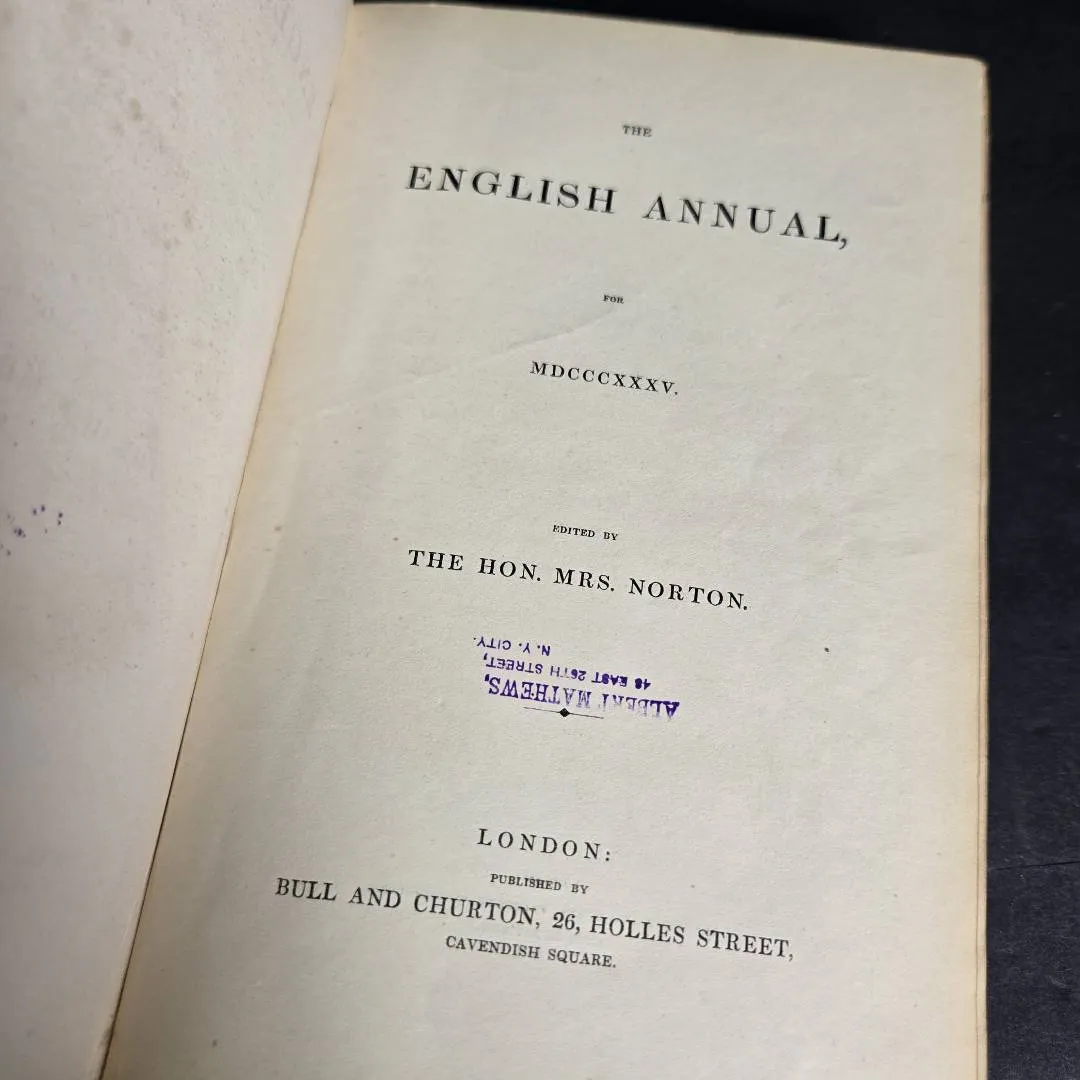 THE
ENGLISH ANNUAL,
FOR
MDCCCXXXV.
EDITED BY
THE HON. MRS. NORTON.
ALBERT MATHEWS,
48 EAST 26TH STREET,
N. Y. CITY.
LONDON:
PUBLISHED BY
BULL AND CHURTON, 26, HOLLES STREET,
CAVENDISH SQUARE.